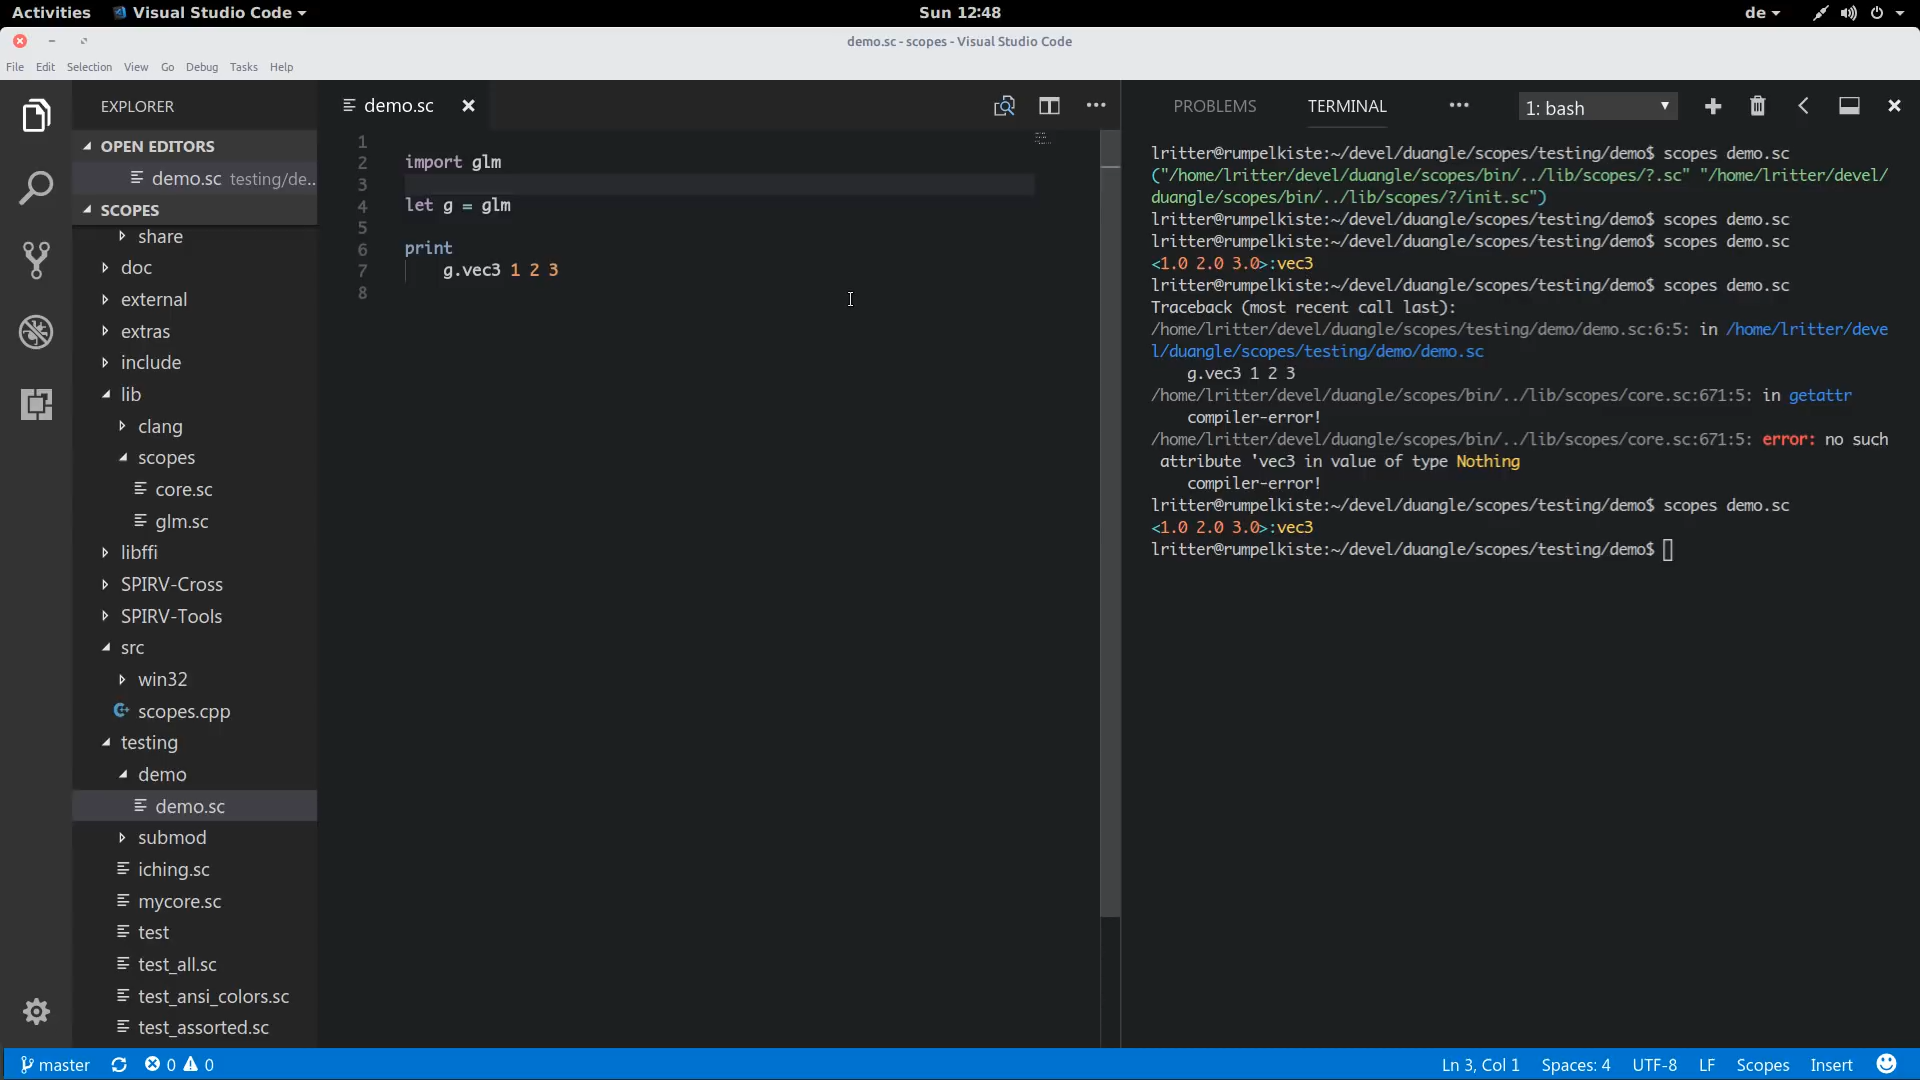 Activities Visual Studio Code Sun 12:48 de
demo.sc - scopes - Visual Studio Code
File Edit Selection View Go Debug Tasks Help
EXPLORER
OPEN EDITORS
demo.sc testing/de...
SCOPES
share
doc
external
extras
include
lib
clang
scopes
core.sc
glm.sc
libffi
SPIRV-Cross
SPIRV-Tools
src
win32
scopes.cpp
testing
demo
demo.sc
submod
iching.sc
mycore.sc
test
test_all.sc
test_ansi_colors.sc
test_assorted.sc
demo.sc
1
2 import glm
3
4 let g = glm
5
6 print
7 g.vec3 1 2 3
8
PROBLEMS TERMINAL ••• 1: bash
lritter@rumpelkiste:~/devel/duangle/scopes/testing/demo$ scopes demo.sc
("/home/lritter/devel/duangle/scopes/bin/../lib/scopes/?.sc" "/home/lritter/devel/
duangle/scopes/bin/../lib/scopes/?/init.sc")
lritter@rumpelkiste:~/devel/duangle/scopes/testing/demo$ scopes demo.sc
lritter@rumpelkiste:~/devel/duangle/scopes/testing/demo$ scopes demo.sc
<1.0 2.0 3.0>:vec3
lritter@rumpelkiste:~/devel/duangle/scopes/testing/demo$ scopes demo.sc
Traceback (most recent call last):
/home/lritter/devel/duangle/scopes/testing/demo/demo.sc:6:5: in /home/lritter/deve
l/duangle/scopes/testing/demo/demo.sc
g.vec3 1 2 3
/home/lritter/devel/duangle/scopes/bin/../lib/scopes/core.sc:671:5: in getattr
compiler-error!
/home/lritter/devel/duangle/scopes/bin/../lib/scopes/core.sc:671:5: error: no such
attribute 'vec3 in value of type Nothing
compiler-error!
lritter@rumpelkiste:~/devel/duangle/scopes/testing/demo$ scopes demo.sc
<1.0 2.0 3.0>:vec3
lritter@rumpelkiste:~/devel/duangle/scopes/testing/demo$
master 0 0 Ln 3, Col 1 Spaces: 4 UTF-8 LF Scopes Insert